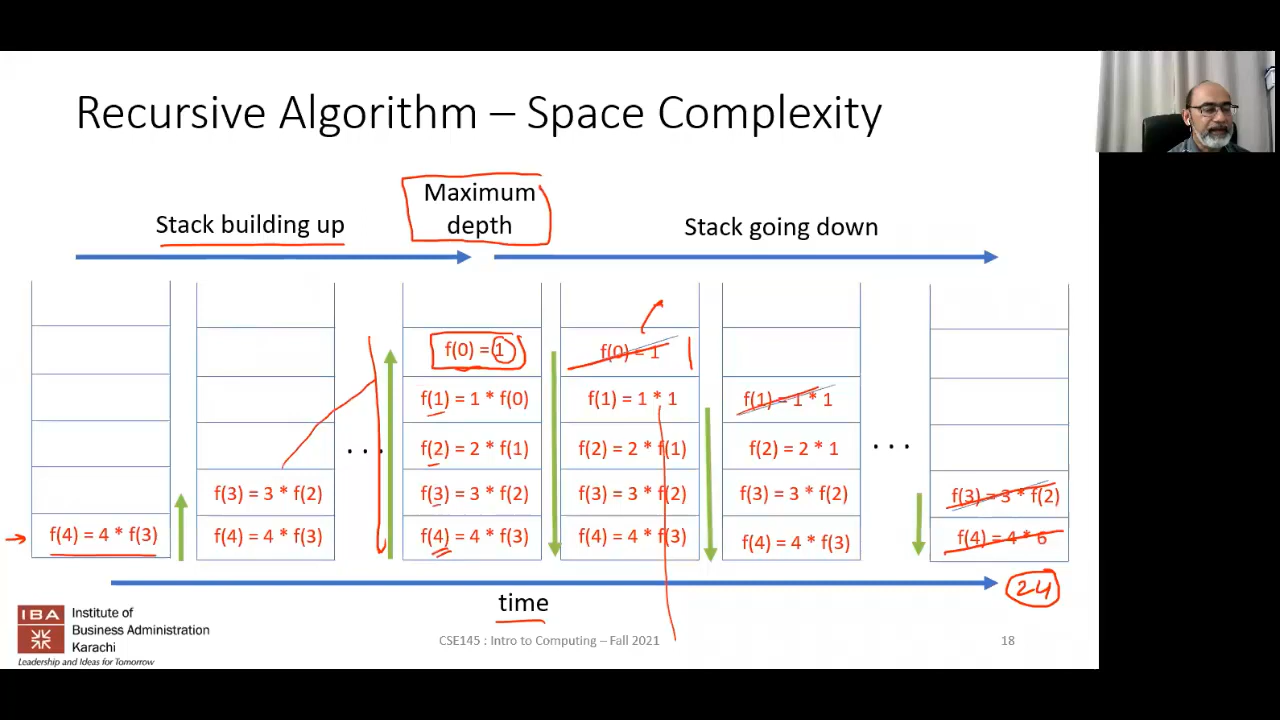 Recursive Algorithm – Space Complexity
Stack building up
Maximum
depth
Stack going down
f(4) = 4 * f(3)
f(3) = 3 * f(2)
f(4) = 4 * f(3)
. . .
f(0) = 1
f(1) = 1 * f(0)
f(2) = 2 * f(1)
f(3) = 3 * f(2)
f(4) = 4 * f(3)
f(0) = 1
f(1) = 1 * 1
f(2) = 2 * f(1)
f(3) = 3 * f(2)
f(4) = 4 * f(3)
f(1) = 1 * 1
f(2) = 2 * 1
f(3) = 3 * f(2)
f(4) = 4 * f(3)
. . .
f(3) = 3 * f(2)
f(4) = 4 * 6
24
time
IBA
Institute of
Business Administration
Karachi
Leadership and Ideas for Tomorrow
CSE145 : Intro to Computing – Fall 2021
18